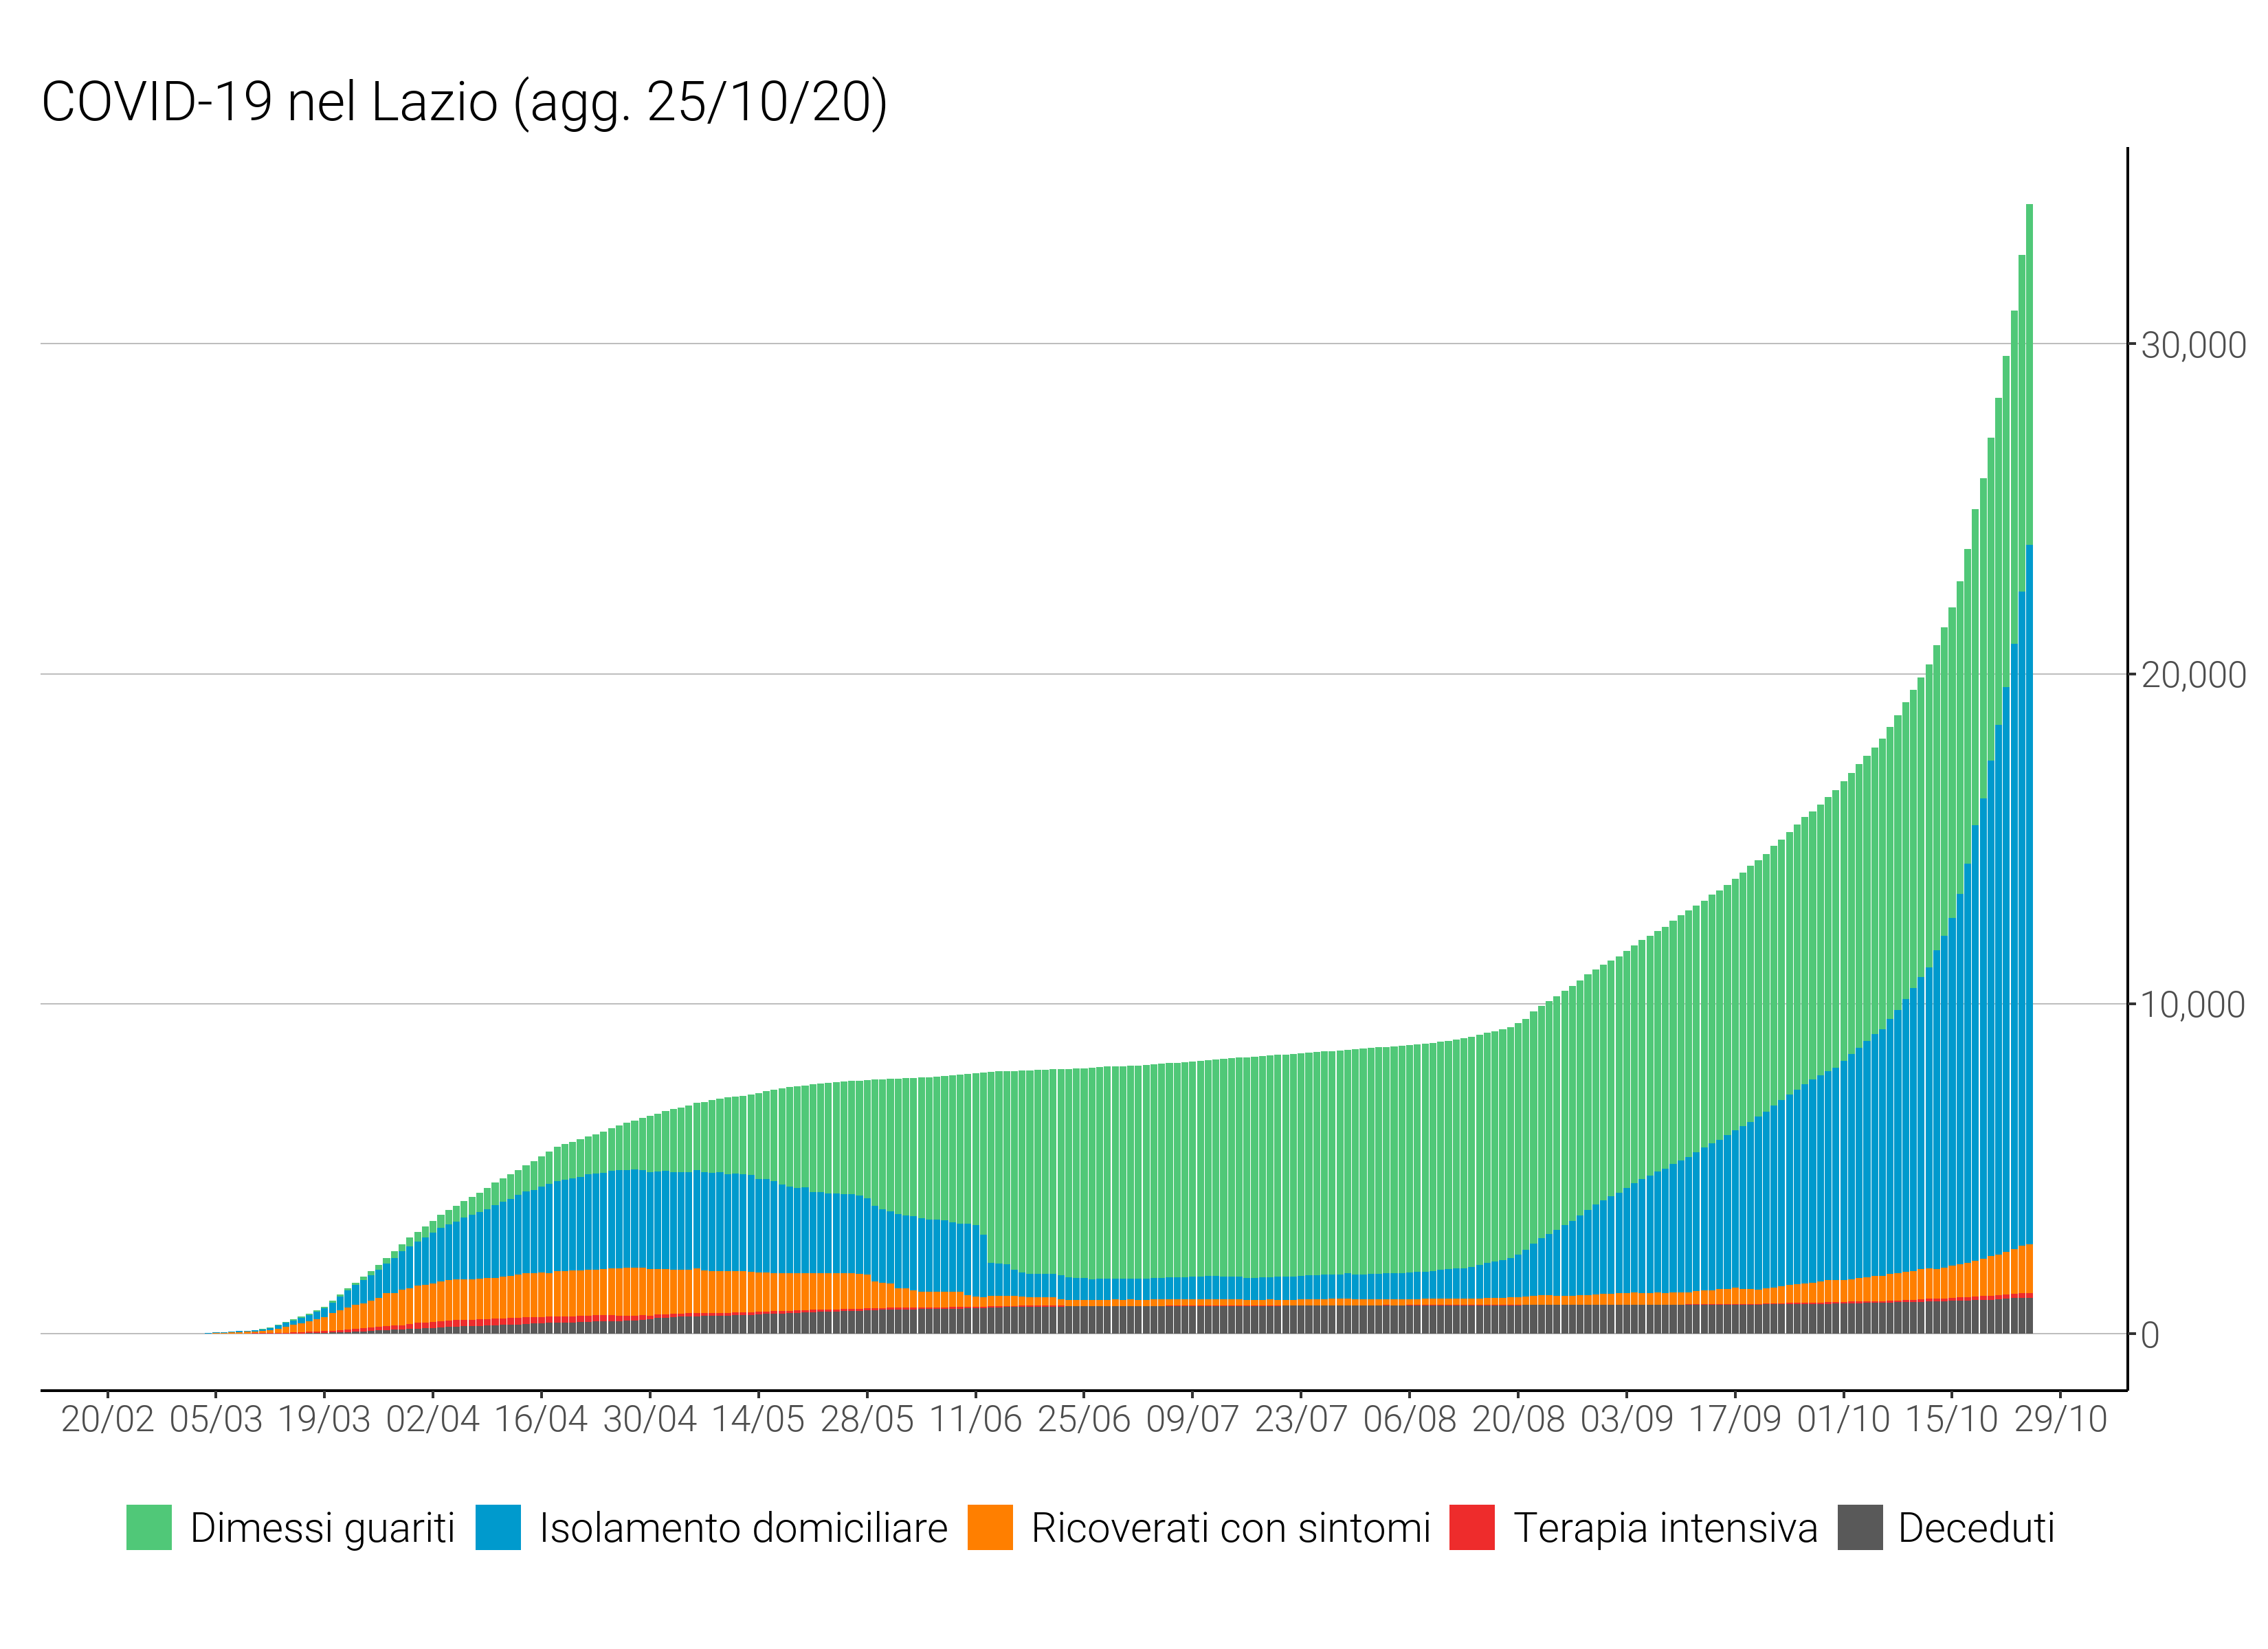 COVID-19 nel Lazio (agg. 25/10/20)
30,000
20,000
10,000
0
20/02 05/03 19/03 02/04 16/04 30/04 14/05 28/05 11/06 25/06 09/07 23/07 06/08 20/08 03/09 17/09 01/10 15/10 29/10
Dimessi guariti Isolamento domiciliare Ricoverati con sintomi Terapia intensiva Deceduti